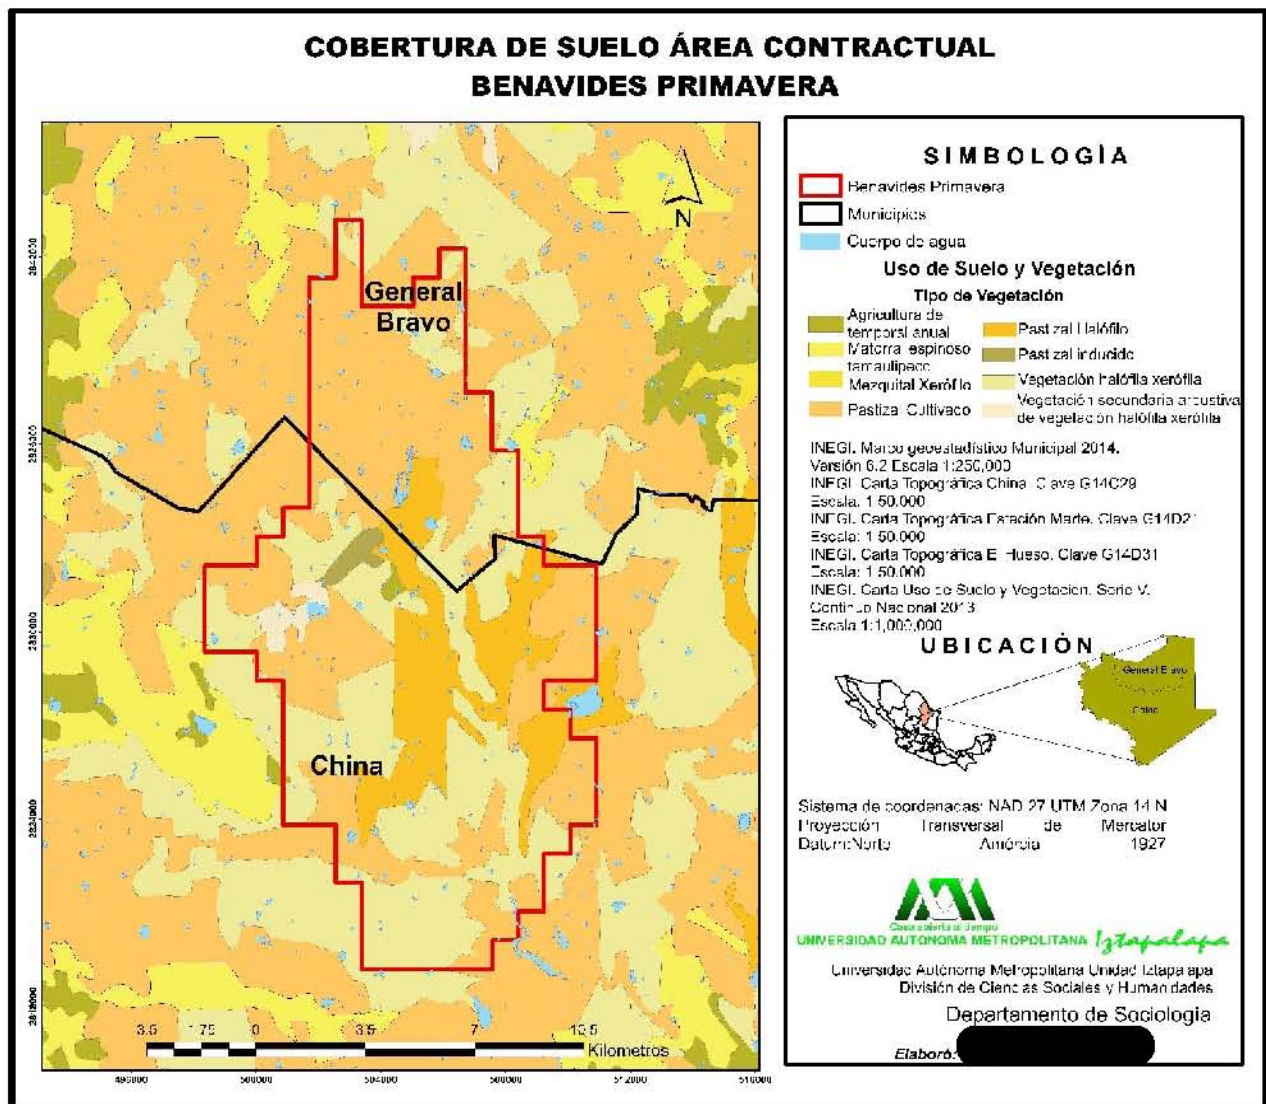 COBERTURA DE SUELO ÁREA CONTRACTUAL
BENAVIDES PRIMAVERA
General
Bravo
China
N
3.5 1.75 0 3.5 7 10.5
Kilometros
500000 504000 512000
SIMBOLOGÌA
Benavides Primavera
Municipios
Cuerpo de agua
Uso de Suelo y Vegetación
Tipo de Vegetación
Agricultura de
temporal anual
Matorral espinoso
tamaulipeco
Mezquital Xerófilo
Pastizal Cultivado
Pastizal Halófilo
Pastizal inducido
Vegetación halófila xerófila
Vegetación secundaria arbustiva
de vegetación halófila xerófila
INEGI. Marco geoestadístico Municipal 2014.
Versión 6.2 Escala 1:250,000
INEGI. Carta Topográfica China. Clave G14C29
Escala: 1:50.000
INEGI. Carta Topográfica Estación Marte. Clave G14D21
Escala: 1:50.000
INEGI. Carta Topográfica El Hueso. Clave G14D31
Escala: 1:50.000
INEGI. Carta Uso de Suelo y Vegetación. Serie V.
Continuo Nacional 2013
Escala 1:1,000,000
UBICACIÓN
General Bravo
China
Sistema de coordenadas: NAD 27 UTM Zona 14 N
Proyección Transversal de Mercator
Datum:Norte América 1927
Casa abierta al tiempo
UNIVERSIDAD AUTONOMA METROPOLITANA Iztapalapa
Universidad Autónoma Metropolitana Unidad Iztapalapa
División de Ciencias Sociales y Humanidades
Departamento de Sociología
Elaboró: